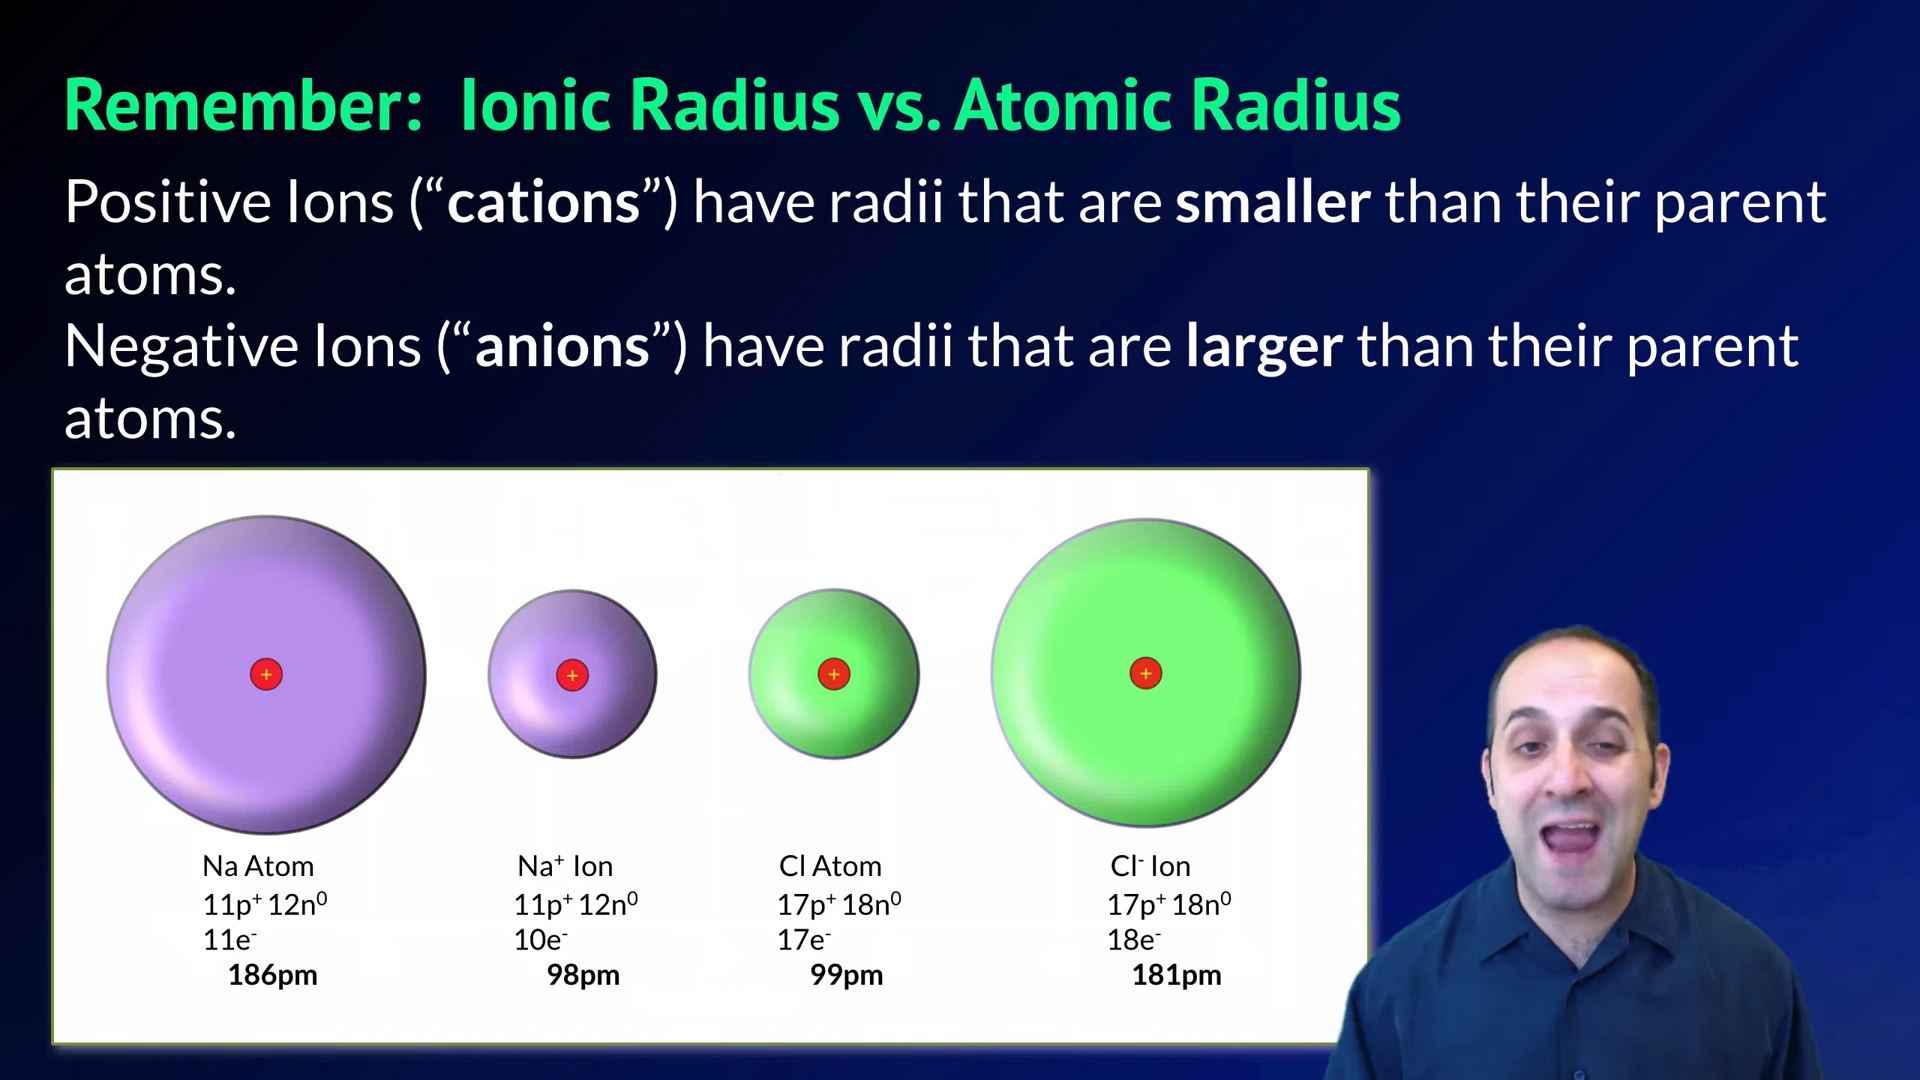 Remember:  Ionic Radius vs. Atomic Radius
Positive Ions (“cations”) have radii that are smaller than their parent
atoms.
Negative Ions (“anions”) have radii that are larger than their parent
atoms.
+ + + +
Na Atom Na⁺ Ion Cl Atom Cl⁻ Ion
11p⁺ 12n⁰ 11p⁺ 12n⁰ 17p⁺ 18n⁰ 17p⁺ 18n⁰
11e⁻ 10e⁻ 17e⁻ 18e⁻
186pm 98pm 99pm 181pm